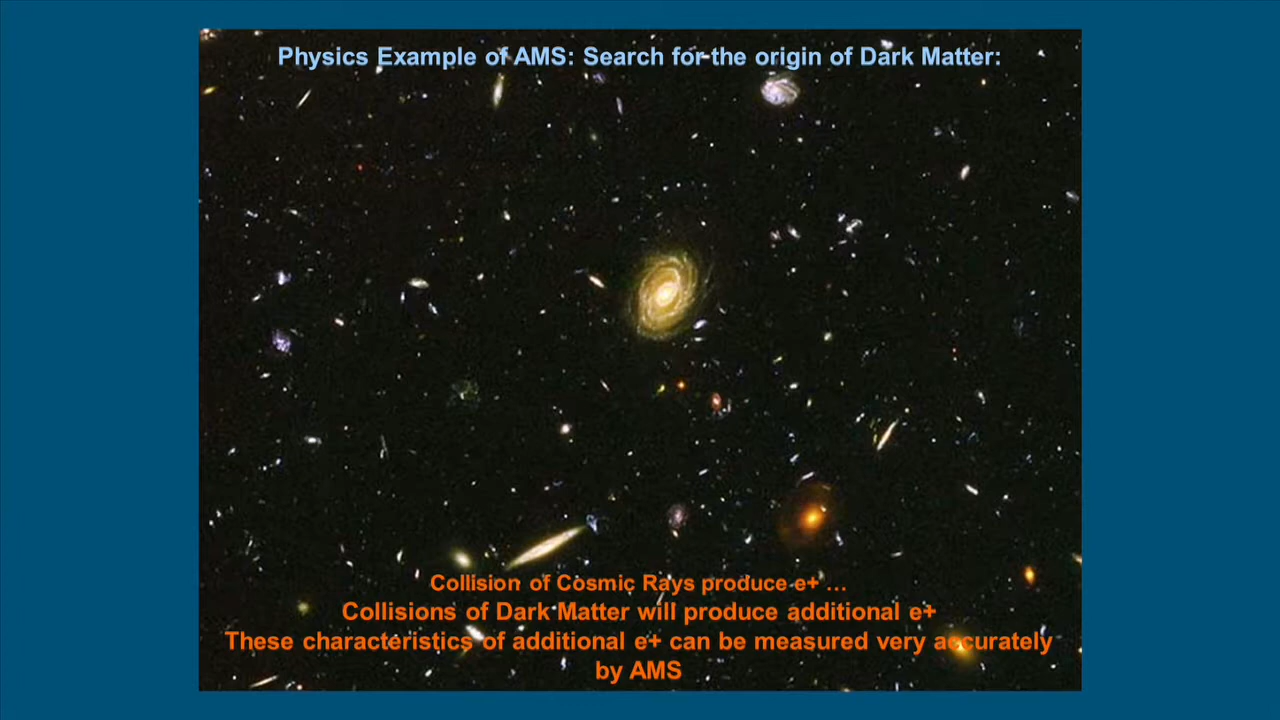 Physics Example of AMS: Search for the origin of Dark Matter:
Collision of Cosmic Rays produce e+ …
Collisions of Dark Matter will produce additional e+
These characteristics of additional e+ can be measured very accurately
by AMS